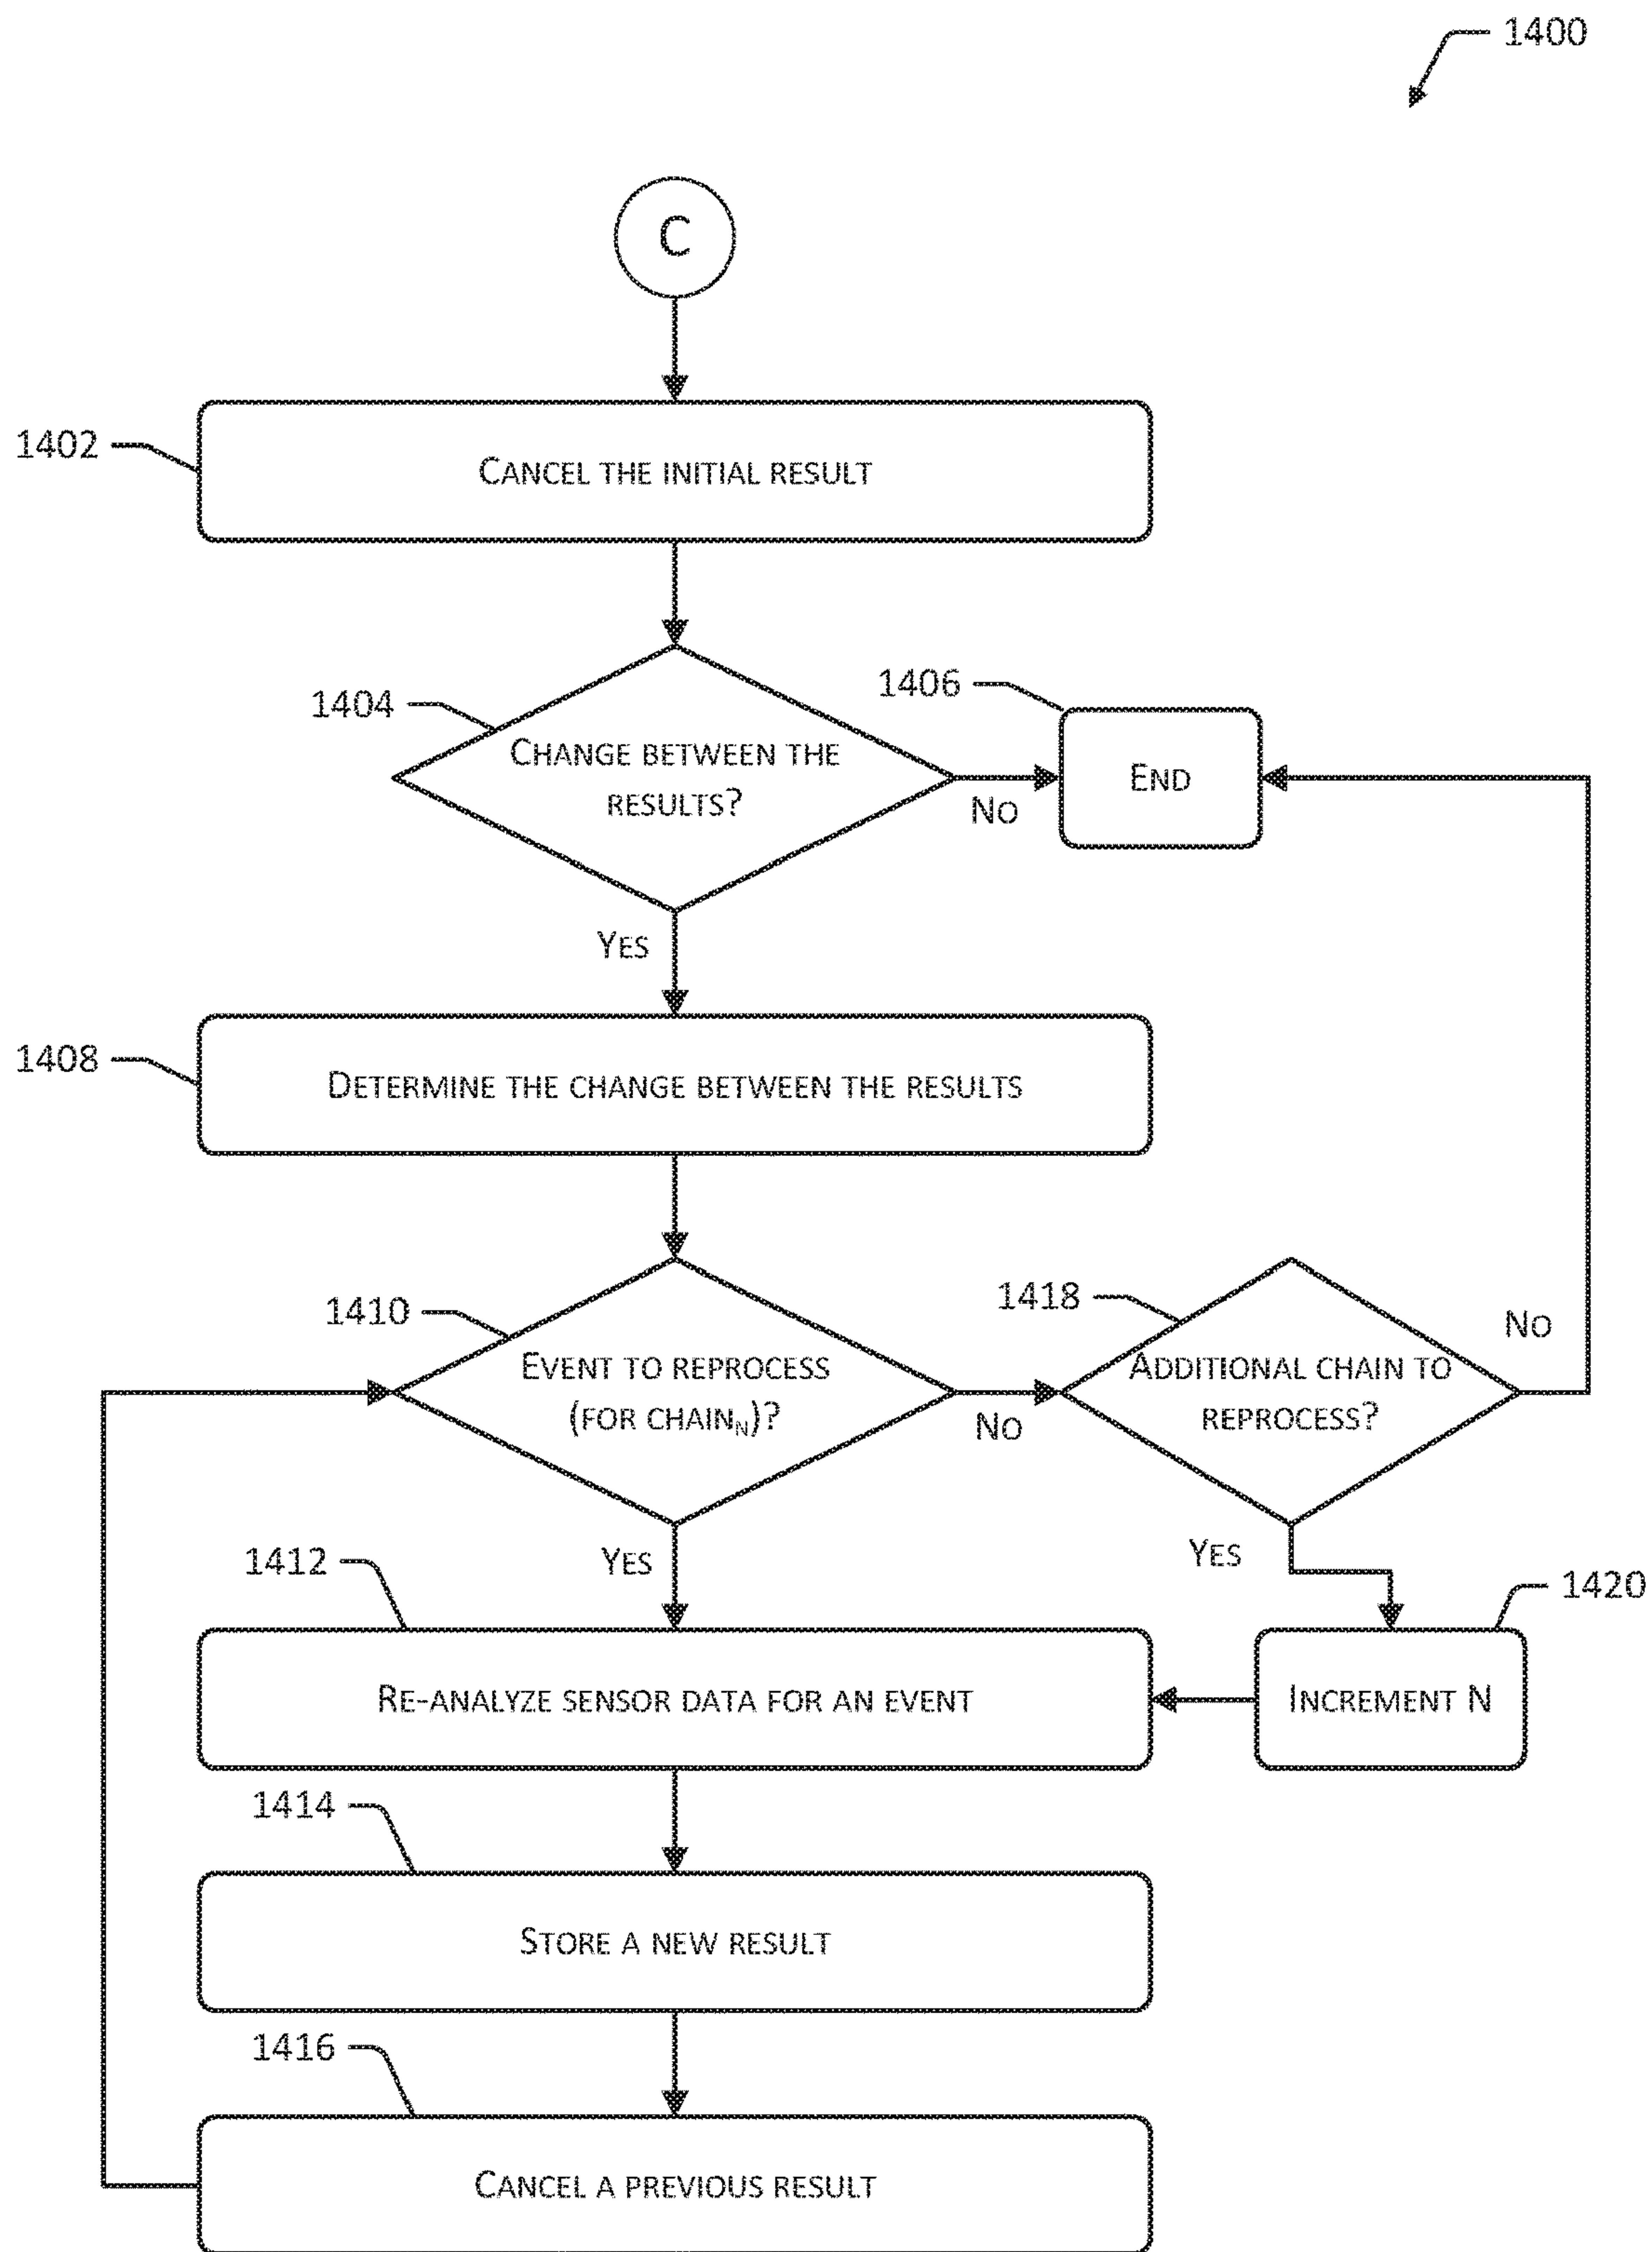 1400
C
1402
CANCEL THE INITIAL RESULT
1404
CHANGE BETWEEN THE
RESULTS?
1406
END
NO
YES
1408
DETERMINE THE CHANGE BETWEEN THE RESULTS
1410
EVENT TO REPROCESS
(FOR CHAINN)?
NO
1418
ADDITIONAL CHAIN TO
REPROCESS?
NO
YES
YES
1412
RE-ANALYZE SENSOR DATA FOR AN EVENT
1420
INCREMENT N
1414
STORE A NEW RESULT
1416
CANCEL A PREVIOUS RESULT